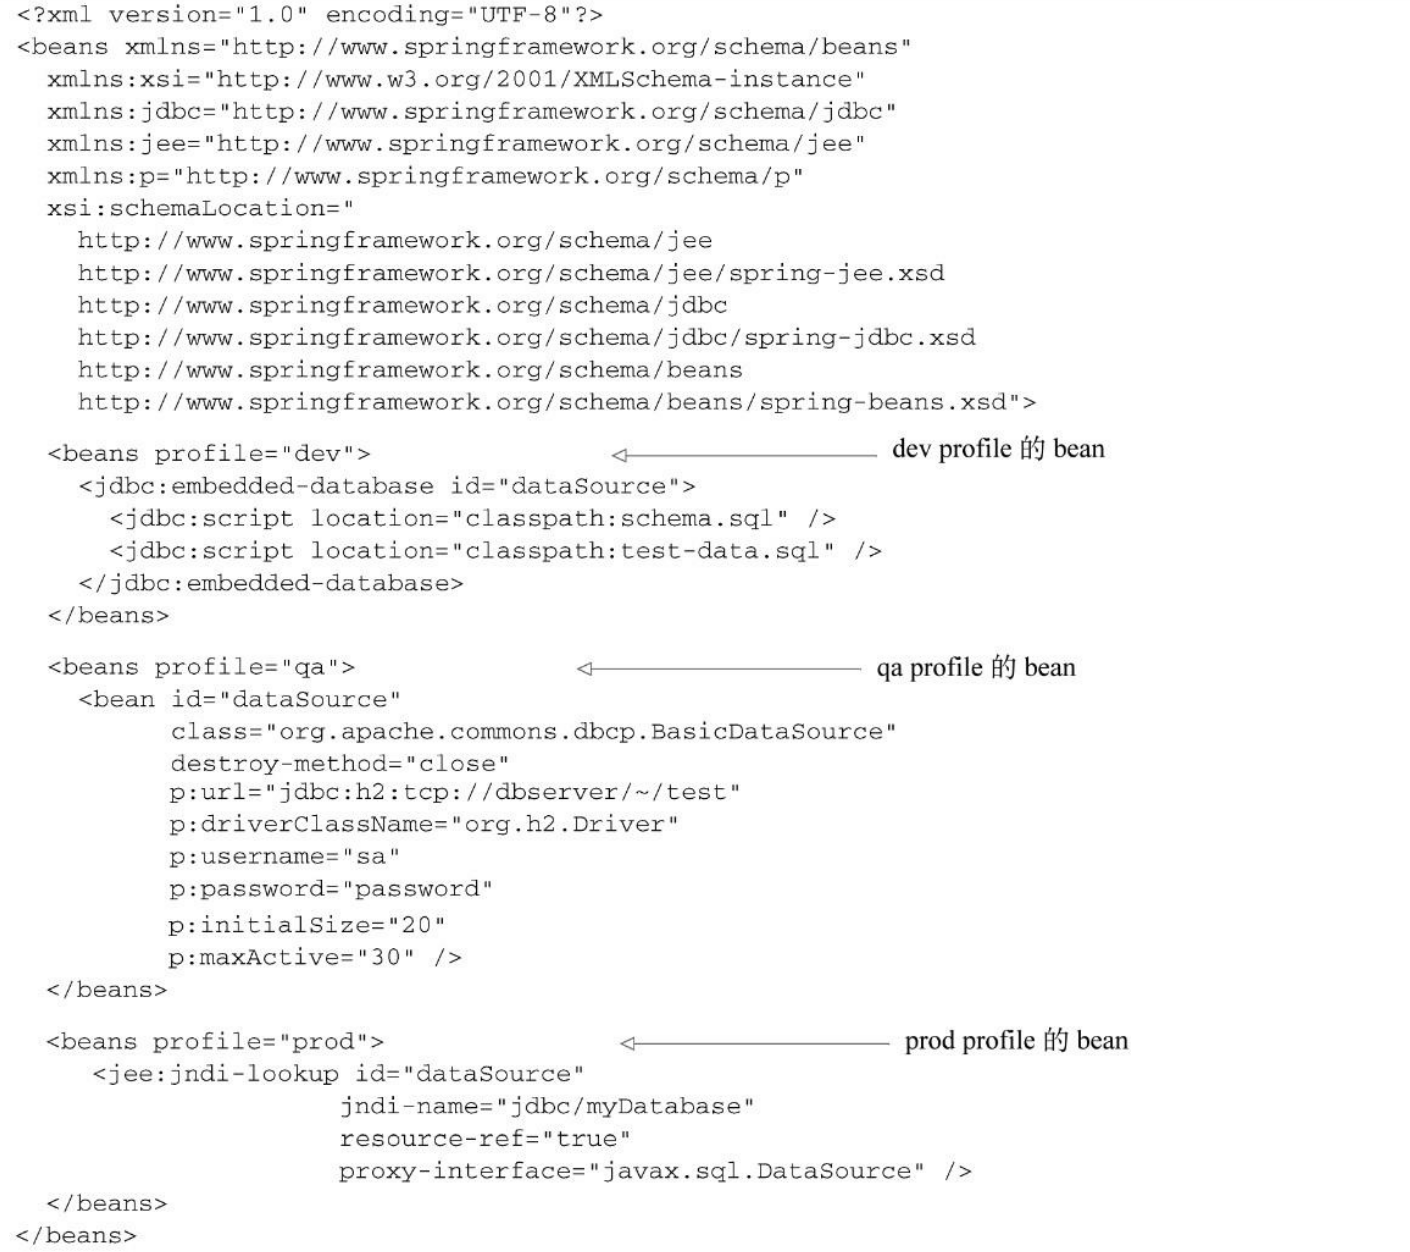 <?xml version="1.0" encoding="UTF-8"?>
<beans xmlns="http://www.springframework.org/schema/beans"
  xmlns:xsi="http://www.w3.org/2001/XMLSchema-instance"
  xmlns:jdbc="http://www.springframework.org/schema/jdbc"
  xmlns:jee="http://www.springframework.org/schema/jee"
  xmlns:p="http://www.springframework.org/schema/p"
  xsi:schemaLocation="
    http://www.springframework.org/schema/jee
    http://www.springframework.org/schema/jee/spring-jee.xsd
    http://www.springframework.org/schema/jdbc
    http://www.springframework.org/schema/jdbc/spring-jdbc.xsd
    http://www.springframework.org/schema/beans
    http://www.springframework.org/schema/beans/spring-beans.xsd">
  <beans profile="dev"> dev profile 的 bean
    <jdbc:embedded-database id="dataSource">
      <jdbc:script location="classpath:schema.sql" />
      <jdbc:script location="classpath:test-data.sql" />
    </jdbc:embedded-database>
  </beans>
  <beans profile="qa"> qa profile 的 bean
    <bean id="dataSource"
          class="org.apache.commons.dbcp.BasicDataSource"
          destroy-method="close"
          p:url="jdbc:h2:tcp://dbserver/~/test"
          p:driverClassName="org.h2.Driver"
          p:username="sa"
          p:password="password"
          p:initialSize="20"
          p:maxActive="30" />
  </beans>
  <beans profile="prod"> prod profile 的 bean
     <jee:jndi-lookup id="dataSource"
                     jndi-name="jdbc/myDatabase"
                     resource-ref="true"
                     proxy-interface="javax.sql.DataSource" />
  </beans>
</beans>